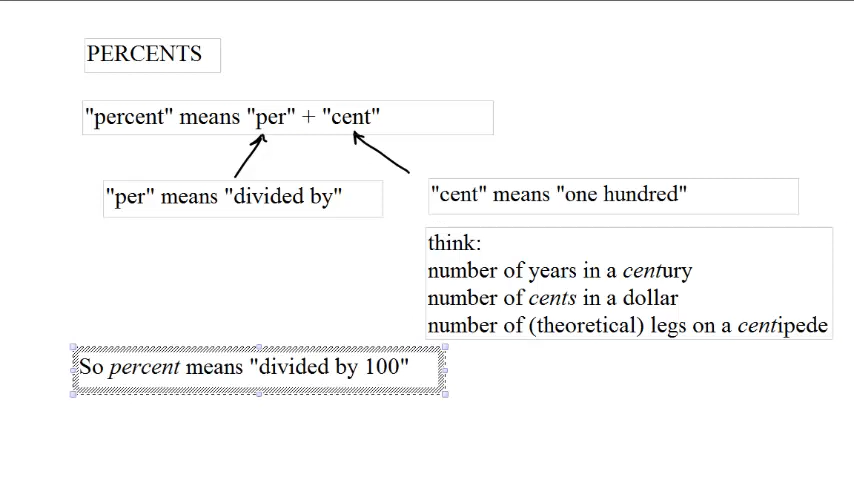 PERCENTS
"percent" means "per" + "cent"
"per" means "divided by"
"cent" means "one hundred"
think:
number of years in a century
number of cents in a dollar
number of (theoretical) legs on a centipede
So percent means "divided by 100"